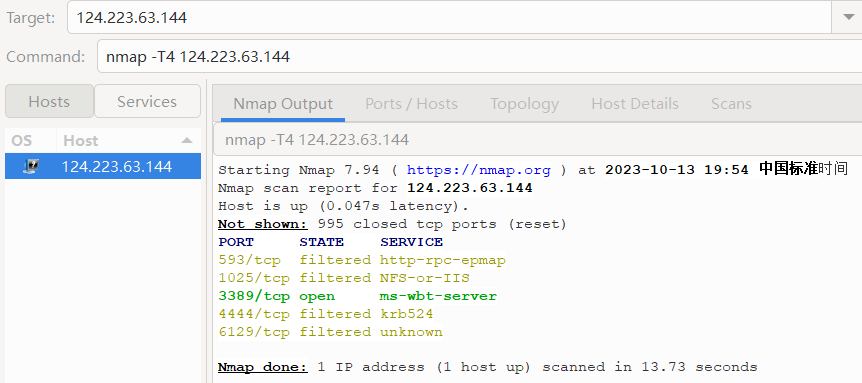 Target: 124.223.63.144
Command: nmap -T4 124.223.63.144
Hosts Services
Nmap Output Ports / Hosts Topology Host Details Scans
OS Host
124.223.63.144
nmap -T4 124.223.63.144
Starting Nmap 7.94 ( https://nmap.org ) at 2023-10-13 19:54 中国标准时间
Nmap scan report for 124.223.63.144
Host is up (0.047s latency).
Not shown: 995 closed tcp ports (reset)
PORT STATE SERVICE
593/tcp filtered http-rpc-epmap
1025/tcp filtered NFS-or-IIS
3389/tcp open ms-wbt-server
4444/tcp filtered krb524
6129/tcp filtered unknown
Nmap done: 1 IP address (1 host up) scanned in 13.73 seconds